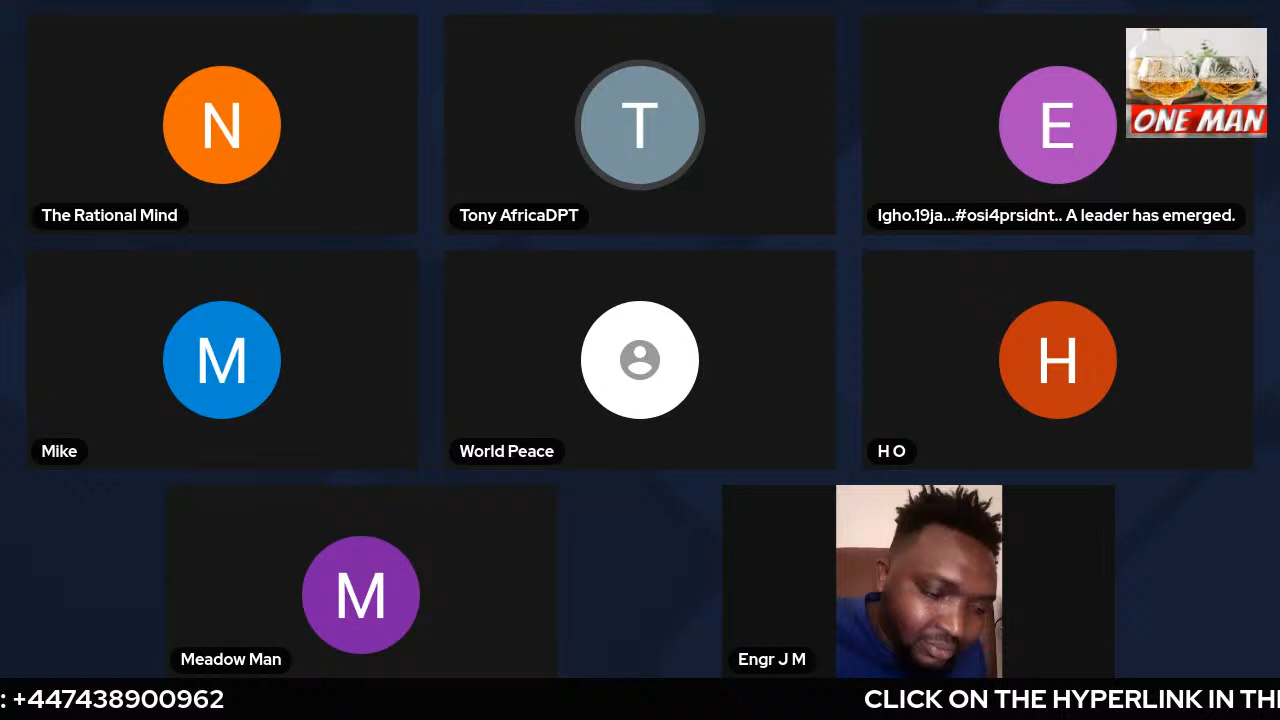 N
The Rational Mind
T
Tony AfricaDPT
E
Igho.19ja...#osi4prsidnt.. A leader has emerged.
ONE MAN
M
Mike
World Peace
H
H O
M
Meadow Man
Engr J M
: +447438900962
CLICK ON THE HYPERLINK IN TH